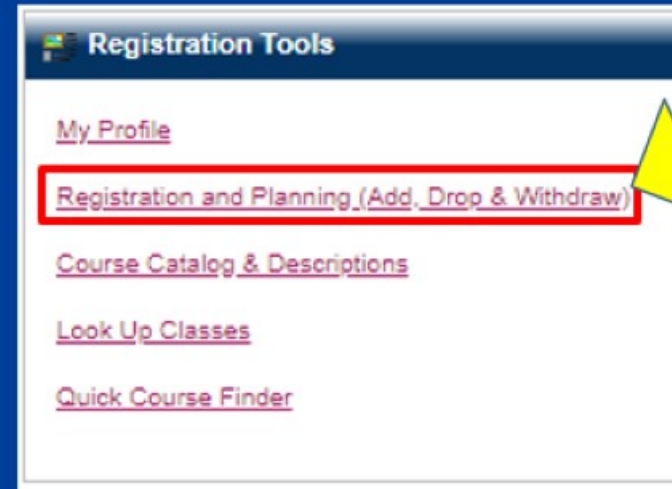 Registration Tools
My Profile
Registration and Planning (Add, Drop & Withdraw)
Course Catalog & Descriptions
Look Up Classes
Quick Course Finder